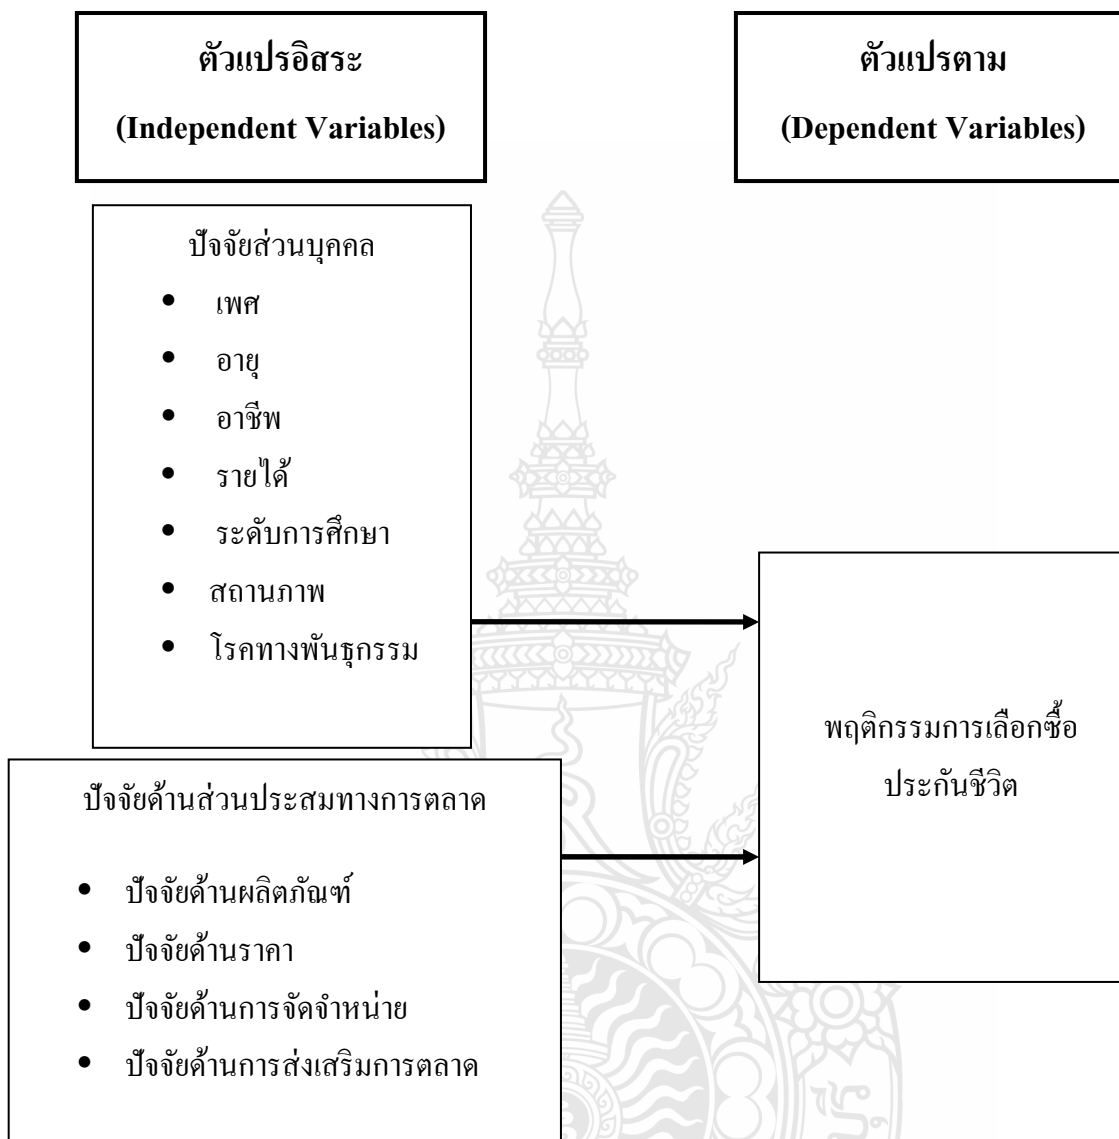 ตัวแปรอิสระ
(Independent Variables)
ตัวแปรตาม
(Dependent Variables)
ปัจจัยส่วนบุคคล
• เพศ
• อายุ
• อาชีพ
• รายได้
• ระดับการศึกษา
• สถานภาพ
• โรคทางพันธุกรรม
ปัจจัยด้านส่วนประสมทางการตลาด
• ปัจจัยด้านผลิตภัณฑ์
• ปัจจัยด้านราคา
• ปัจจัยด้านการจัดจำหน่าย
• ปัจจัยด้านการส่งเสริมการตลาด
พฤติกรรมการเลือกซื้อ
ประกันชีวิต